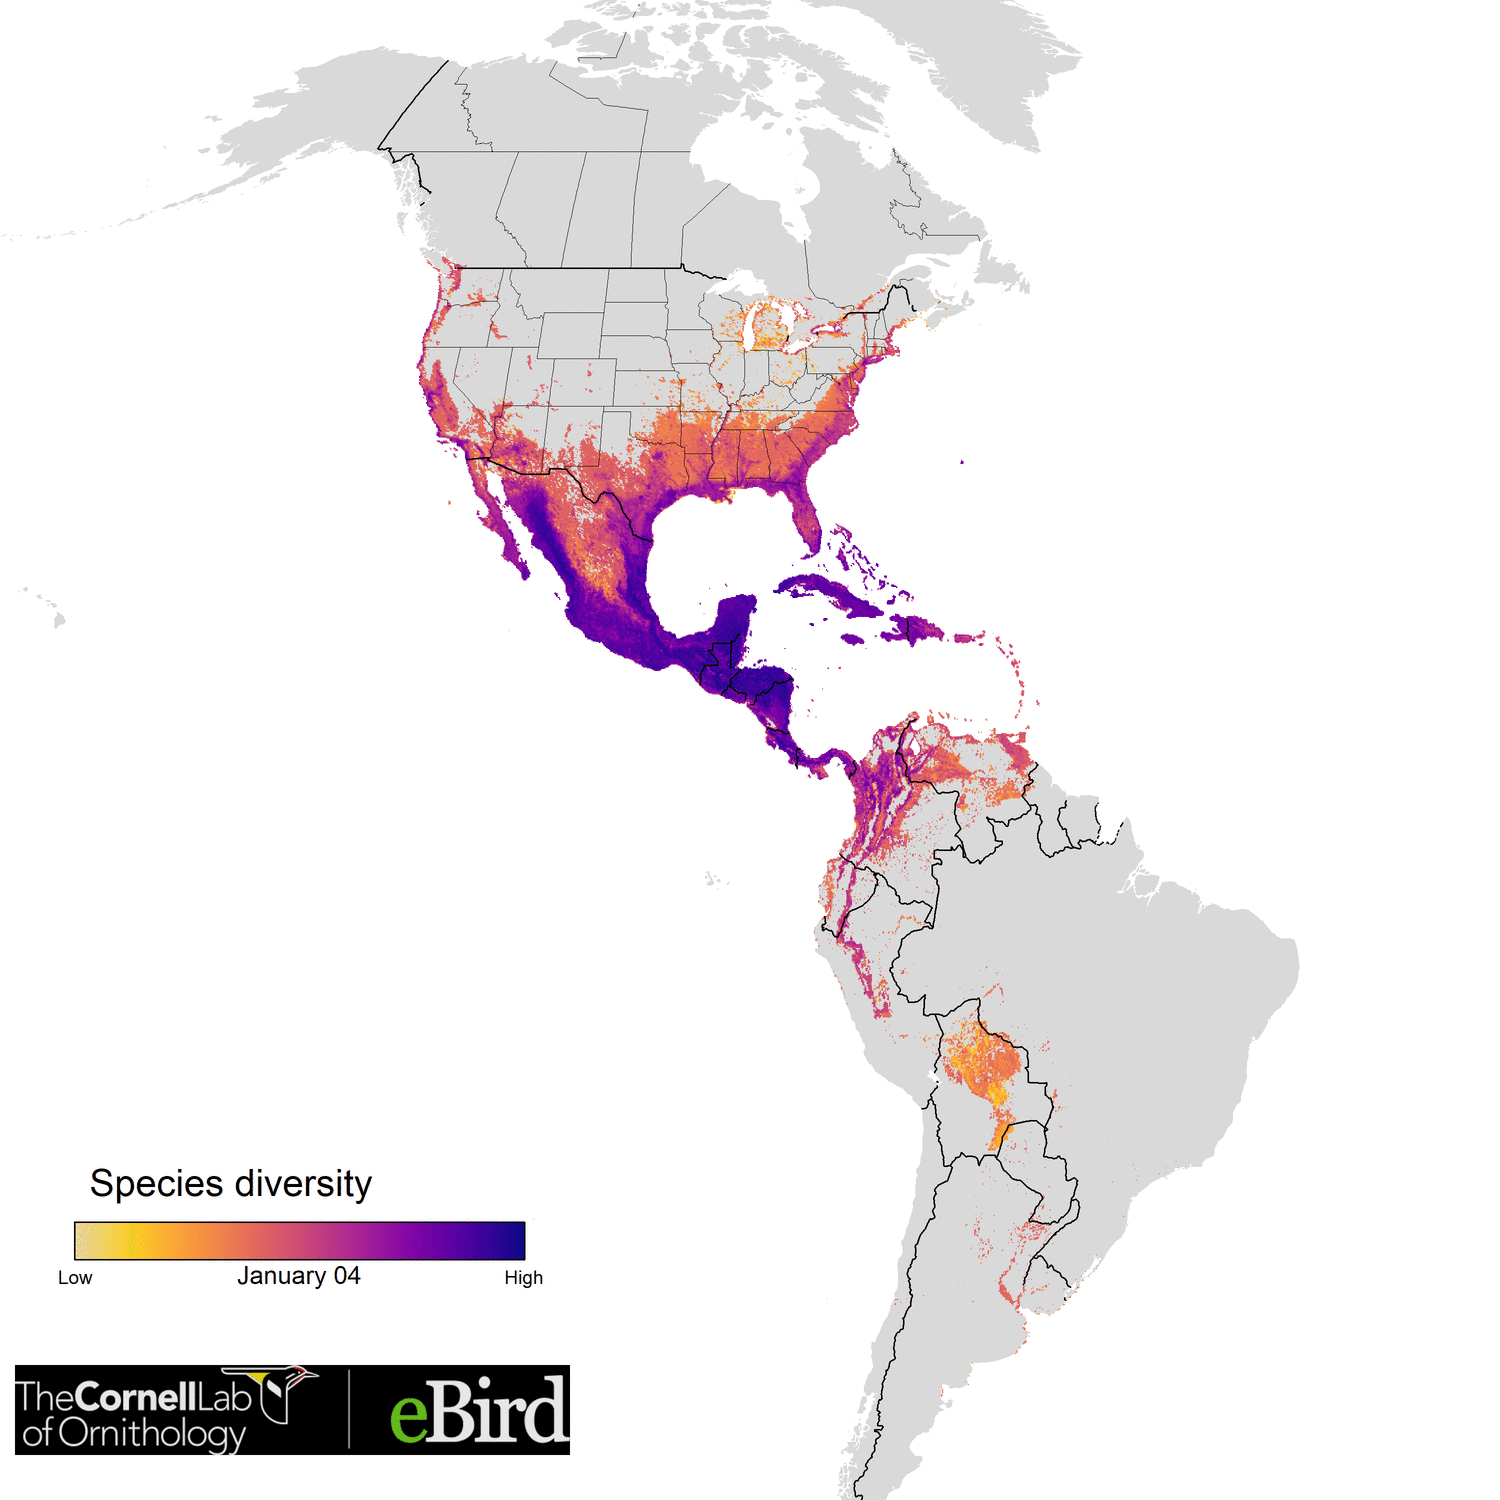 Species diversity
Low
January 04
High
TheCornellLab
of Ornithology
eBird